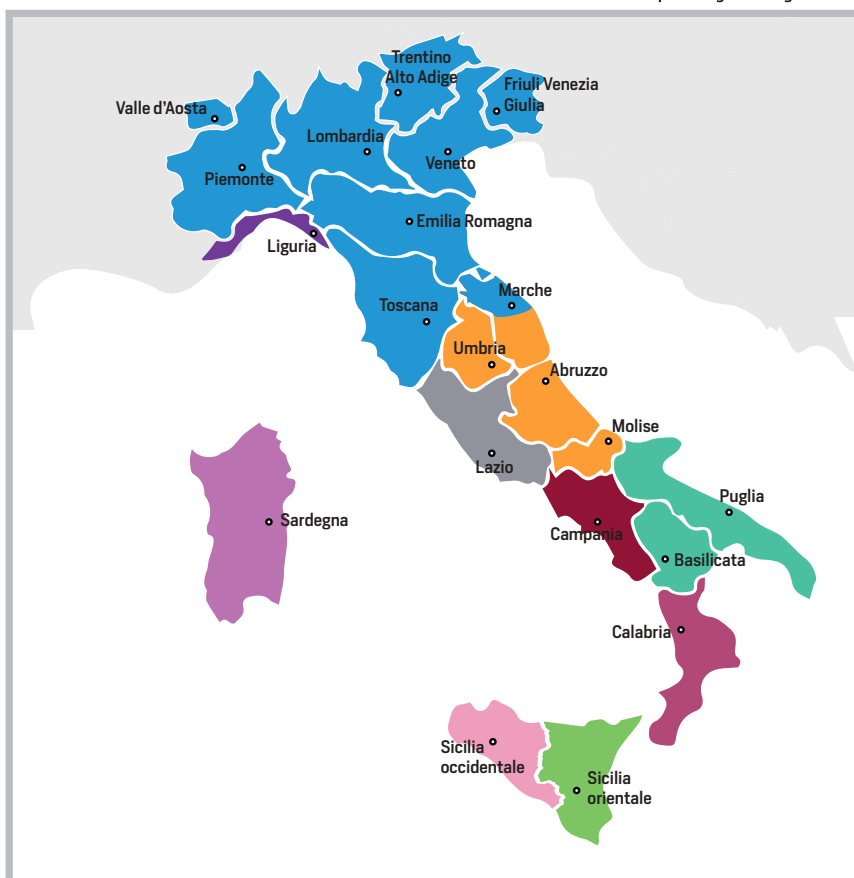 Trentino
Alto Adige
Friuli Venezia
Giulia
Valle d'Aosta
Lombardia
Veneto
Piemonte
Emilia Romagna
Liguria
Marche
Toscana
Umbria
Abruzzo
Molise
Lazio
Puglia
Sardegna
Campania
Basilicata
Calabria
Sicilia
occidentale
Sicilia
orientale